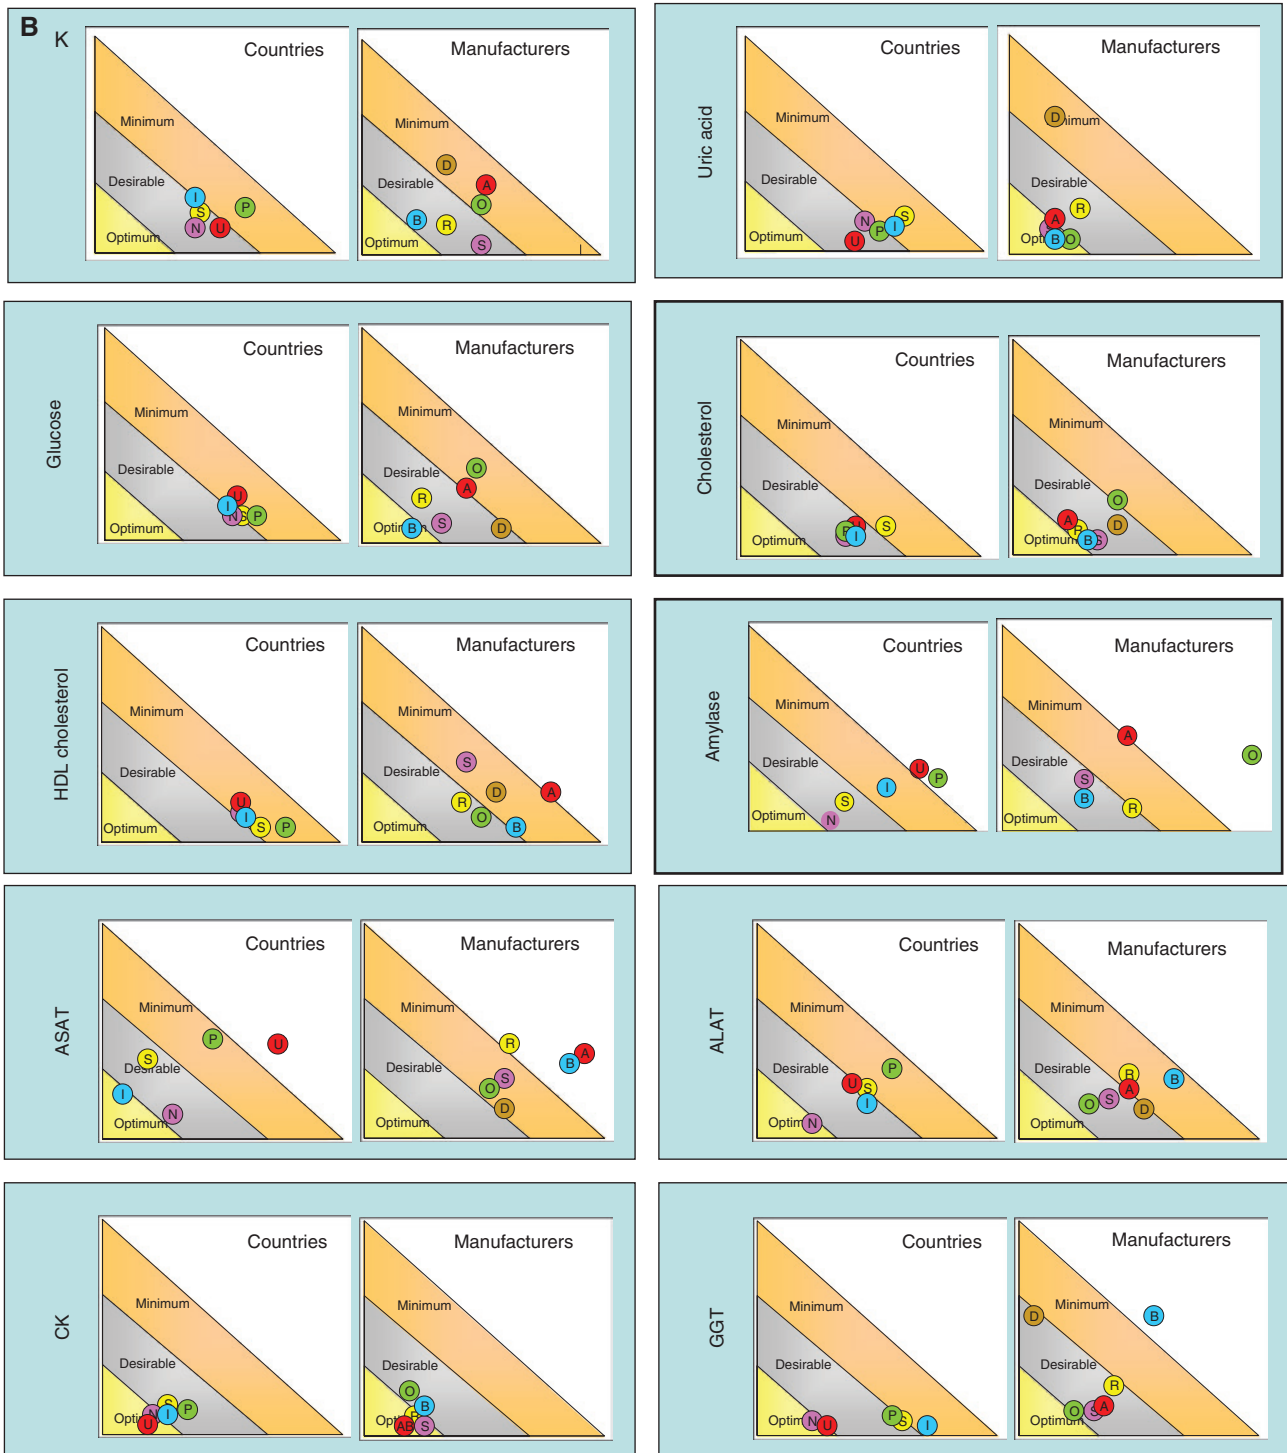 B
K
Countries
Minimum
Desirable
Optimum
I
S
N
U
P
Manufacturers
Minimum
Desirable
Optimum
D
A
O
B
R
S
Uric acid
Countries
Minimum
Desirable
Optimum
N
S
P
I
U
Manufacturers
D
Desirable
R
A
B
O
Glucose
Countries
Minimum
Desirable
Optimum
U
I
N
S
P
Manufacturers
Minimum
Desirable
O
A
R
B
S
D
Cholesterol
Countries
Minimum
Desirable
Optimum
U
S
P
I
Manufacturers
Minimum
Desirable
Optimum
O
A
D
R
B
S
HDL cholesterol
Countries
Minimum
Desirable
Optimum
U
I
S
P
Manufacturers
Minimum
Desirable
Optimum
S
D
A
R
O
B
Amylase
Countries
Minimum
Desirable
Optimum
U
P
I
S
N
Manufacturers
Minimum
Desirable
Optimum
A
O
S
B
R
ASAT
Countries
Minimum
Desirable
Optimum
P
U
S
I
N
Manufacturers
Minimum
Desirable
Optimum
R
A
B
S
O
D
ALAT
Countries
Minimum
Desirable
P
U
S
I
N
Manufacturers
Minimum
Desirable
Optimum
R
B
A
S
O
D
CK
Countries
Minimum
Desirable
S
N
I
P
U
Manufacturers
Minimum
Desirable
O
B
R
A
B
S
GGT
Countries
Minimum
Desirable
N
U
P
S
I
Manufacturers
Minimum
Desirable
Optimum
D
B
R
O
S
A